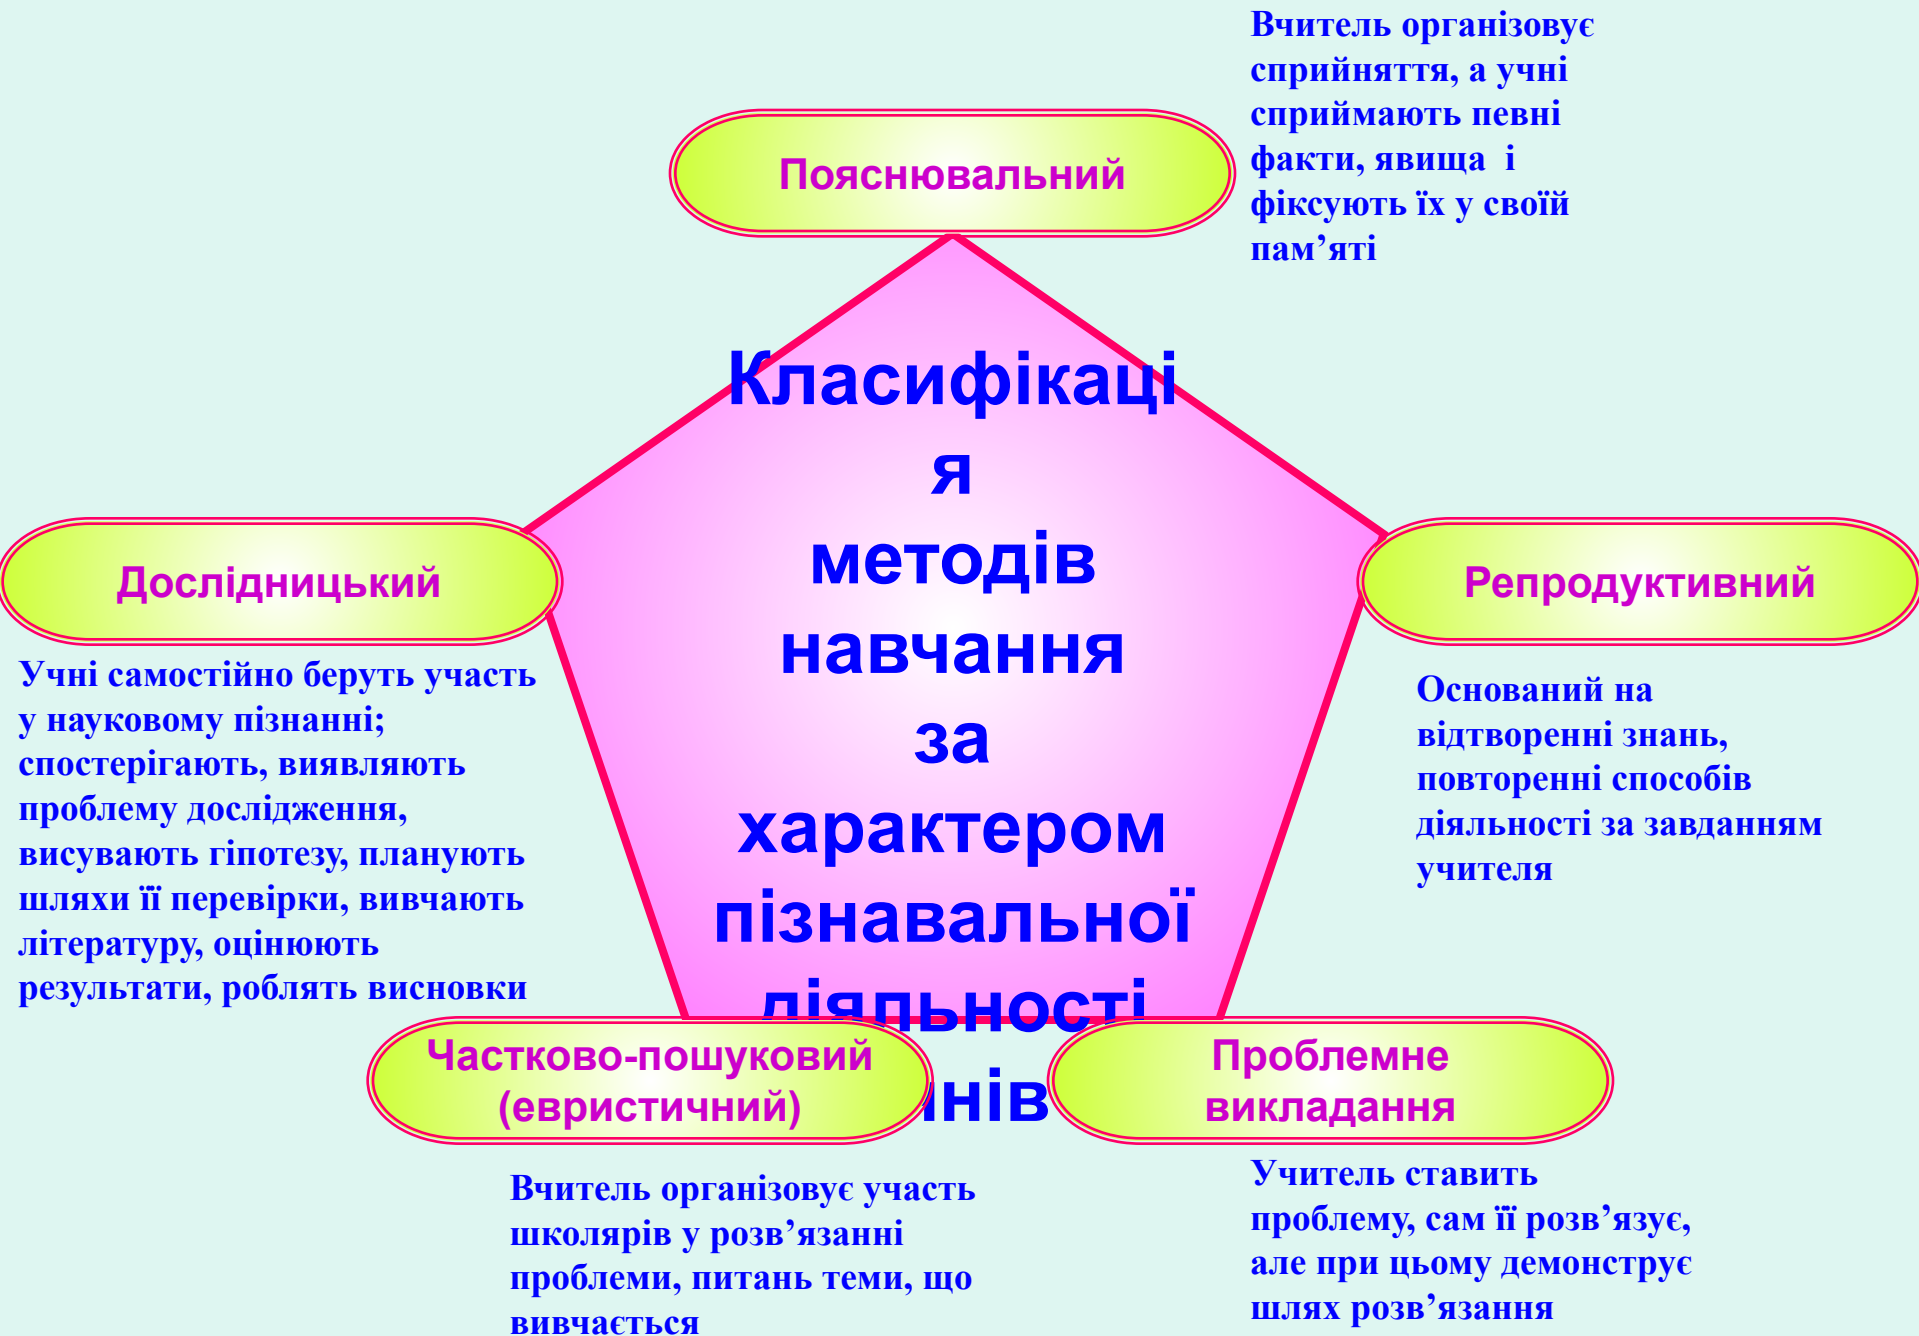 Вчитель організовує
сприйняття, а учні
сприймають певні
факти, явища і
фіксують їх у своїй
пам’яті
Пояснювальний
Класифікаці
я
методів
навчання
за
характером
пізнавальної
діяльності
Дослідницький
Учні самостійно беруть участь
у науковому пізнанні;
спостерігають, виявляють
проблему дослідження,
висувають гіпотезу, планують
шляхи її перевірки, вивчають
літературу, оцінюють
результати, роблять висновки
Репродуктивний
Оснований на
відтворенні знань,
повторенні способів
діяльності за завданням
учителя
Частково-пошуковий
(евристичний)
Вчитель організовує участь
школярів у розв’язанні
проблеми, питань теми, що
вивчається
Проблемне
викладання
Учитель ставить
проблему, сам її розв’язує,
але при цьому демонструє
шлях розв’язання